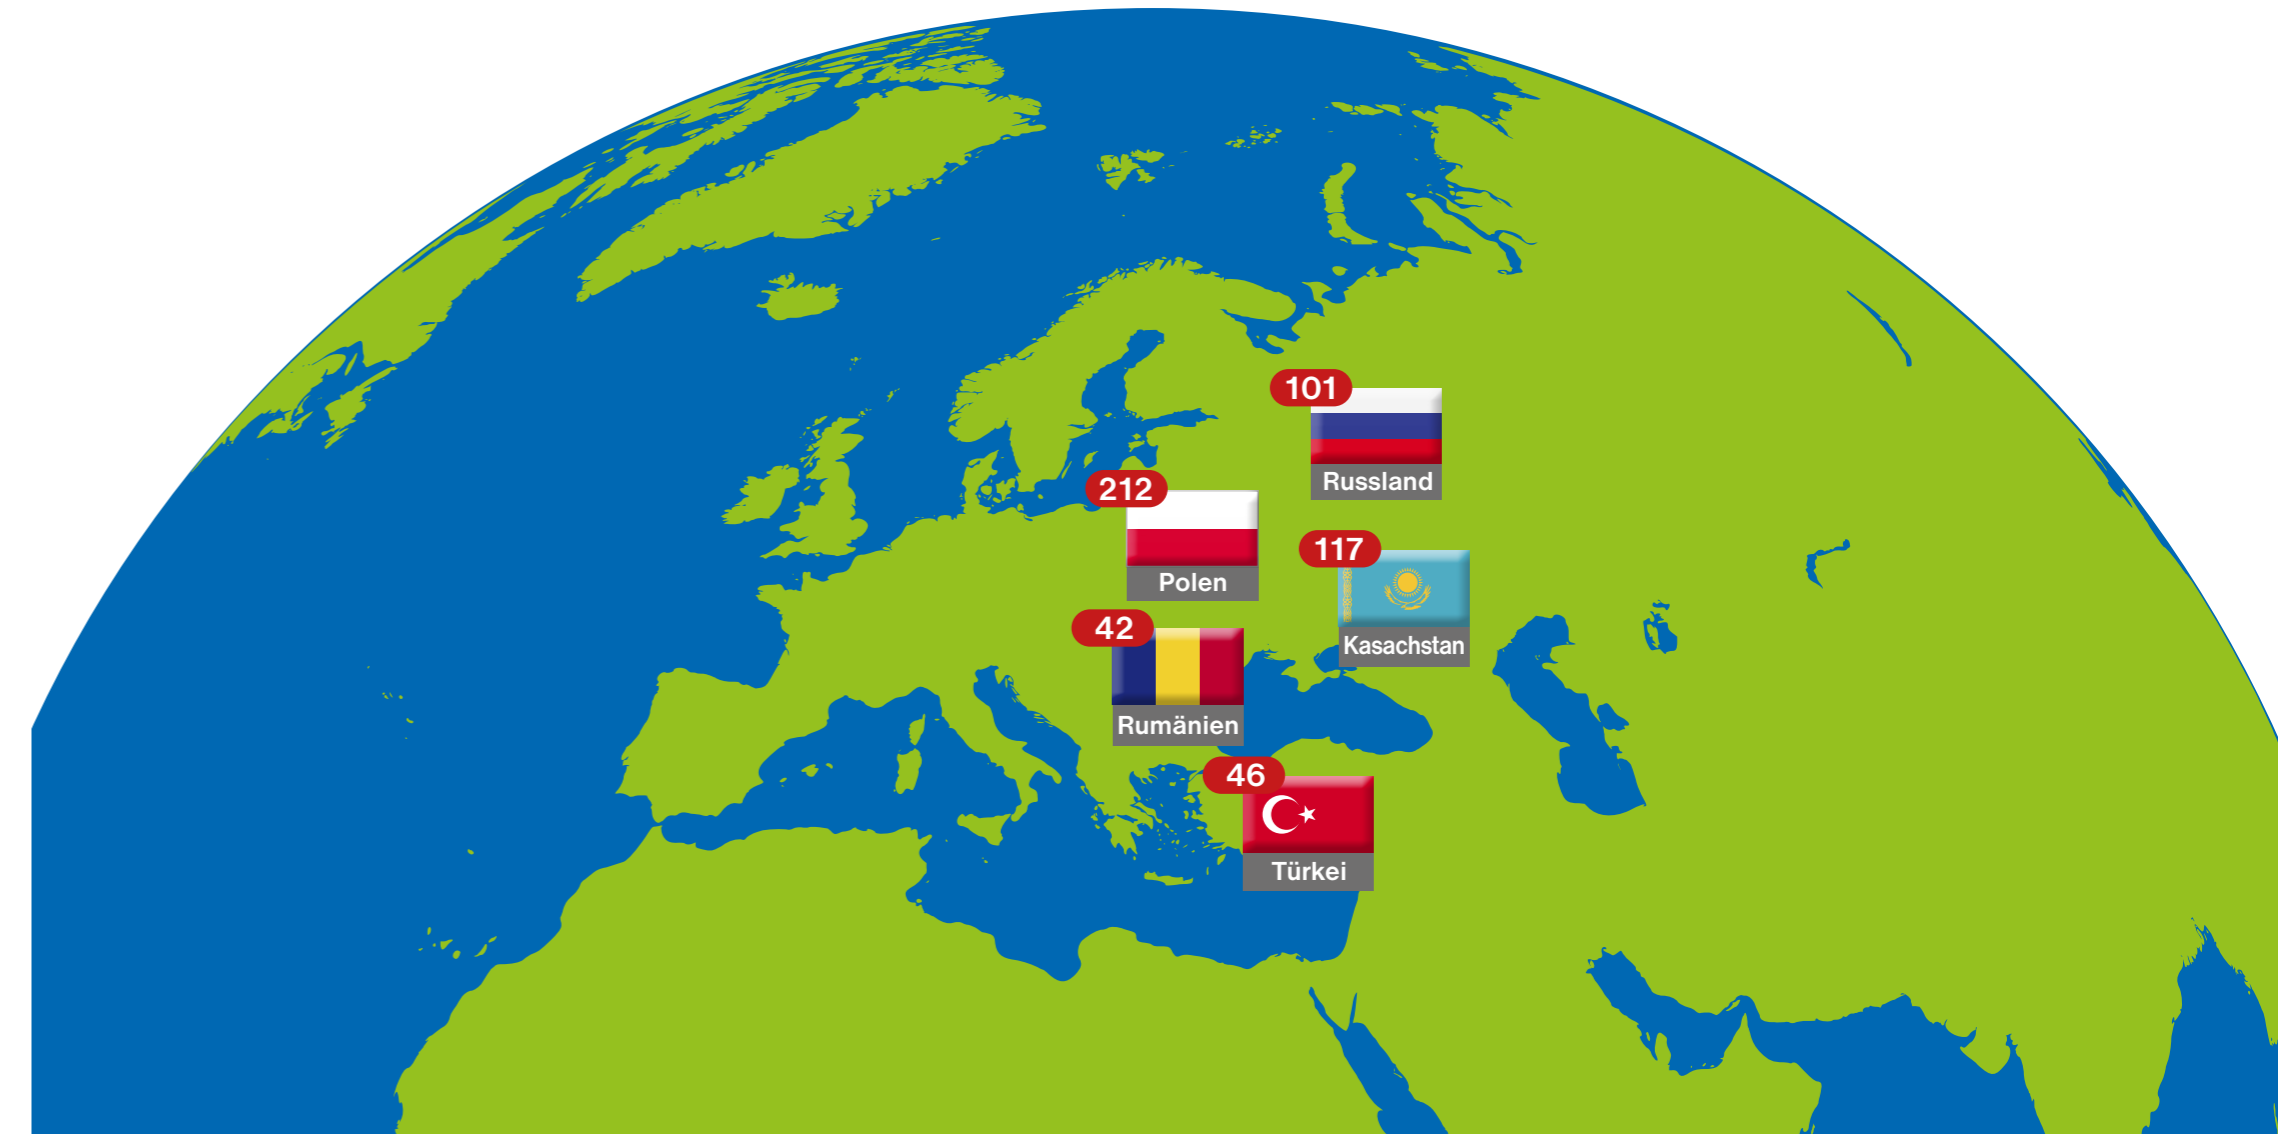 101
Russland
212
Polen
117
Kasachstan
42
Rumänien
46
Türkei